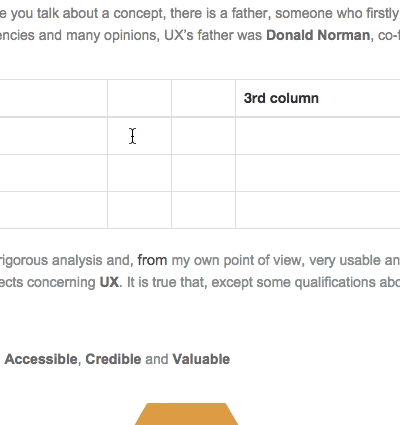 e you talk about a concept, there is a father, someone who firstly
encies and many opinions, UX's father was Donald Norman, co-f
3rd column
rigorous analysis and, from my own point of view, very usable an
ects concerning UX. It is true that, except some qualifications abo
Accessible, Credible and Valuable